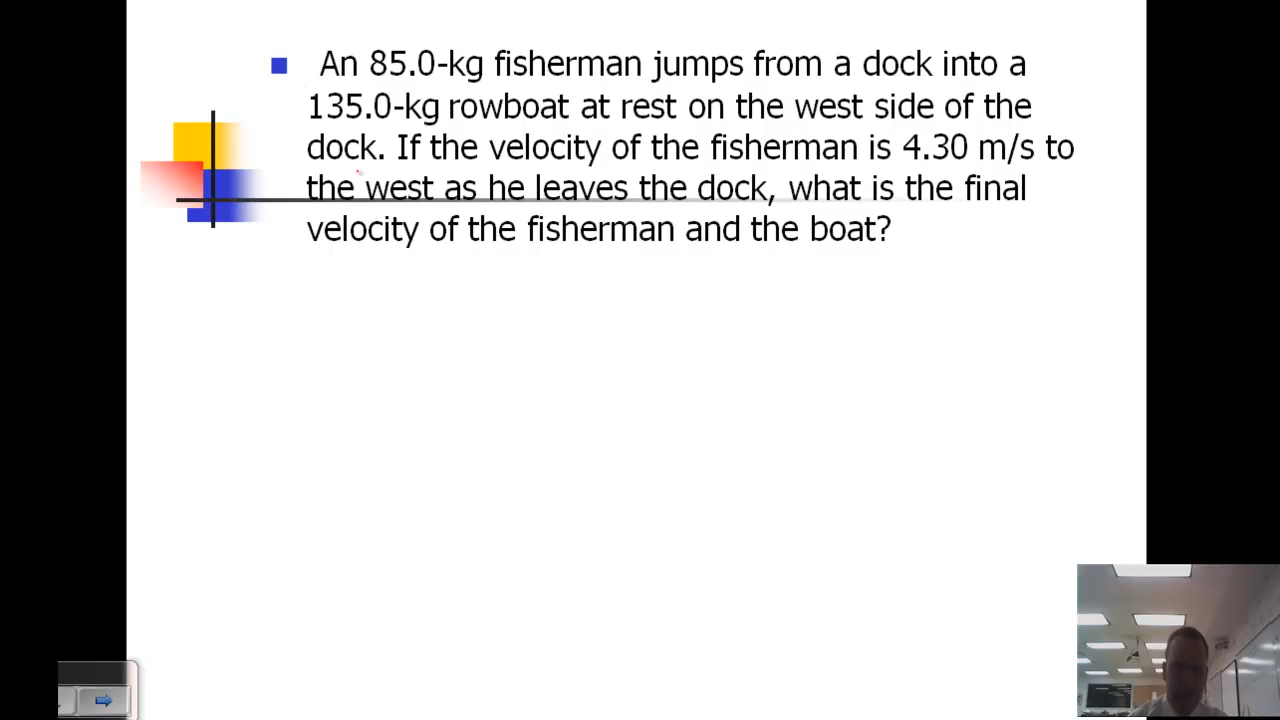 An 85.0-kg fisherman jumps from a dock into a
135.0-kg rowboat at rest on the west side of the
dock. If the velocity of the fisherman is 4.30 m/s to
the west as he leaves the dock, what is the final
velocity of the fisherman and the boat?